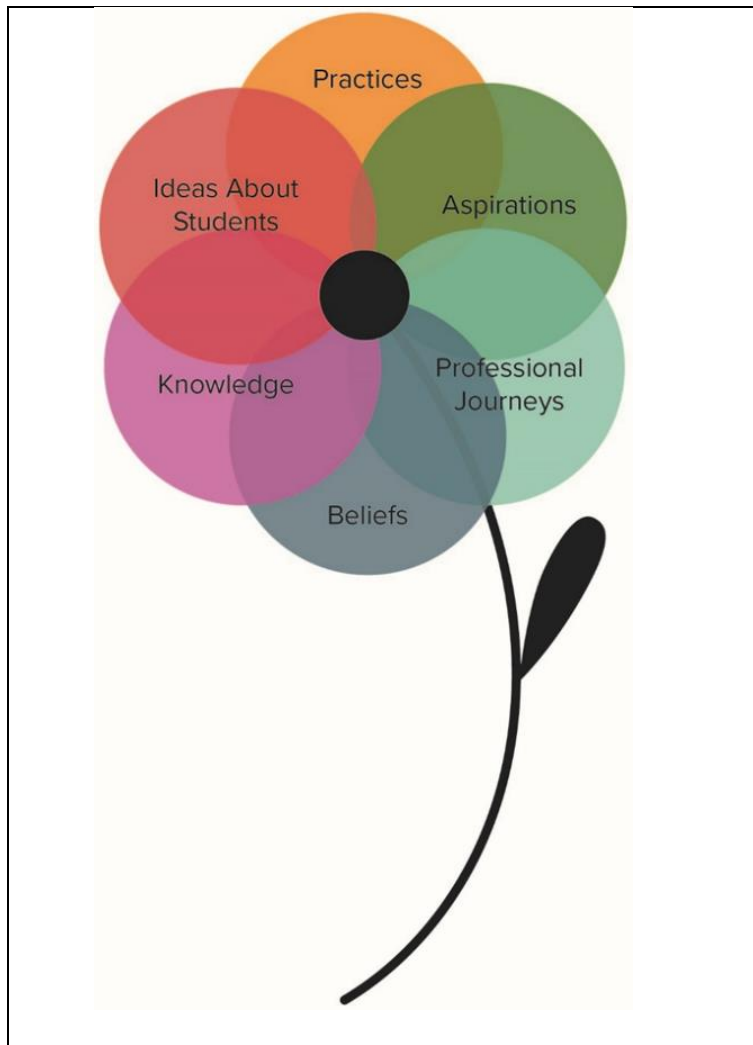 Practices
Ideas About
Students
Aspirations
Knowledge
Professional
Journeys
Beliefs